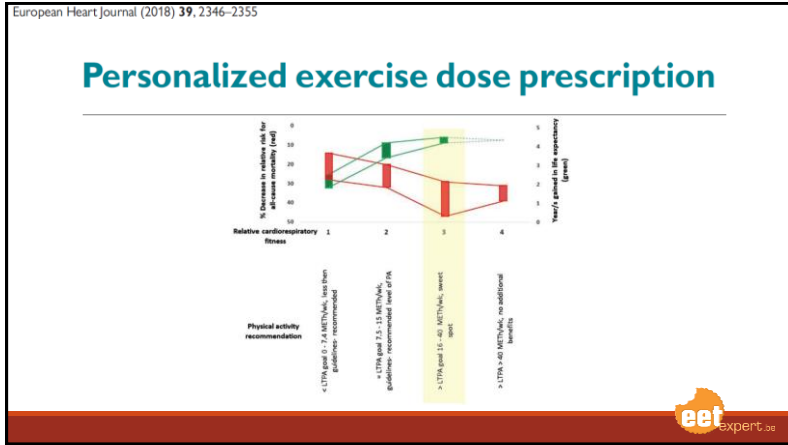 European Heart Journal (2018) 39, 2346–2355
Personalized exercise dose prescription
% Decrease in relative risk for
all-cause mortality (red)
0
10
20
30
40
50
5
4
3
2
1
0
Year/s gained in life expectancy
(green)
Relative cardiorespiratory
fitness
1
2
3
4
Physical activity
recommendation
< LTPA goal 0 - 7.4 METh/wk, less then
guidelines- recommended
= LTPA goal 7.5 - 15 METh/wk,
guidelines- recommended level of PA
> LTPA goal 16 - 40 METh/wk, sweet
spot
> LTPA > 40 METh/wk, no additional
benefits
eetexpert.be